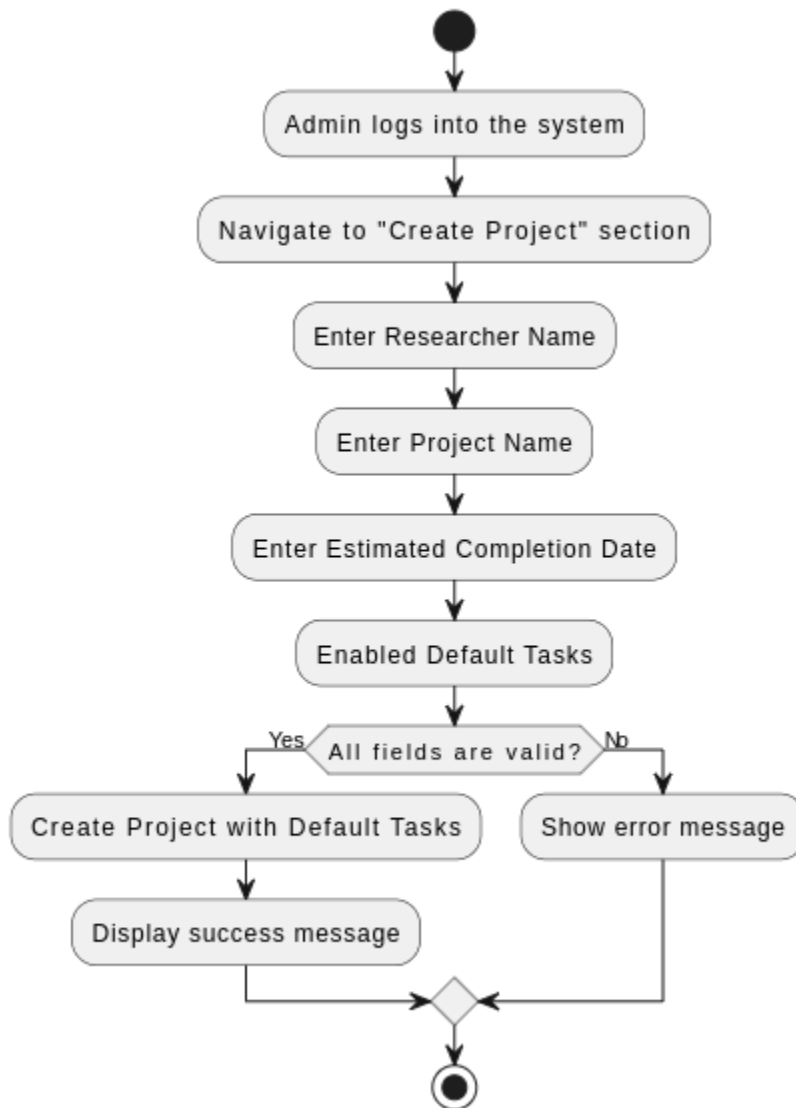 Admin logs into the system
Navigate to "Create Project" section
Enter Researcher Name
Enter Project Name
Enter Estimated Completion Date
Enabled Default Tasks
Yes
All fields are valid?
No
Create Project with Default Tasks
Show error message
Display success message